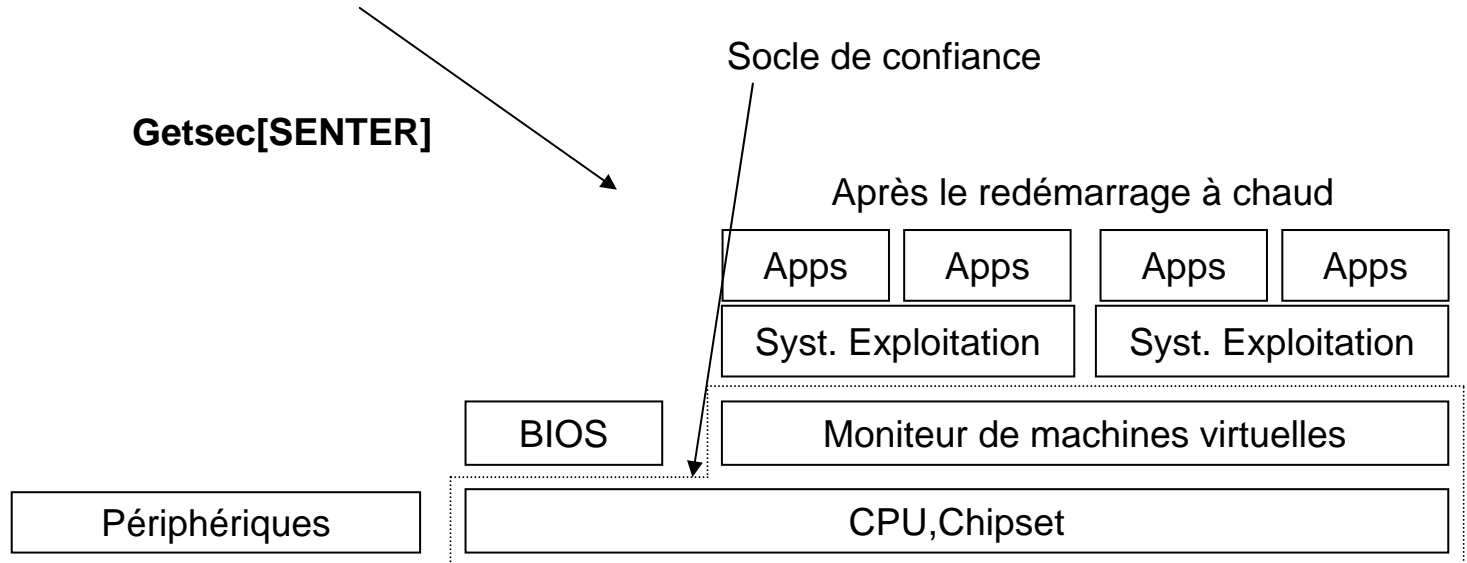 Socle de confiance
Getsec[SENTER]
Après le redémarrage à chaud
Apps Apps Apps Apps
Syst. Exploitation Syst. Exploitation
BIOS Moniteur de machines virtuelles
Périphériques CPU,Chipset